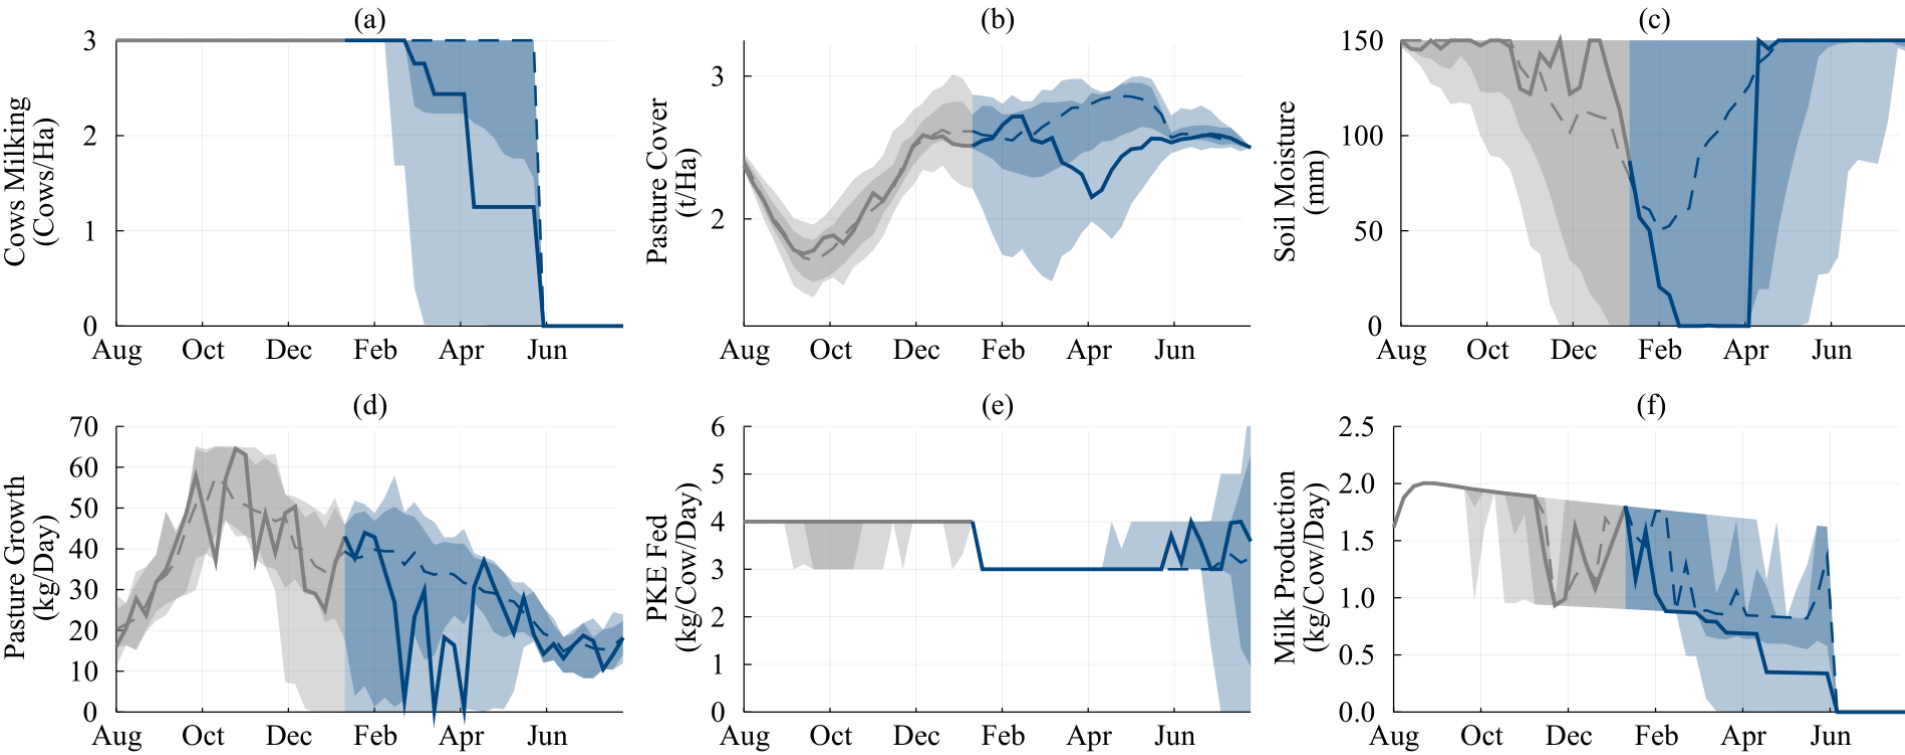 (a)
Cows Milking
(Cows/Ha)
3
2
1
0
Aug Oct Dec Feb Apr Jun
(b)
Pasture Cover
(t/Ha)
3
2
Aug Oct Dec Feb Apr Jun
(c)
Soil Moisture
(mm)
150
100
50
0
Aug Oct Dec Feb Apr Jun
(d)
Pasture Growth
(kg/Day)
70
60
50
40
30
20
10
0
Aug Oct Dec Feb Apr Jun
(e)
PKE Fed
(kg/Cow/Day)
6
5
4
3
2
1
0
Aug Oct Dec Feb Apr Jun
(f)
Milk Production
(kg/Cow/Day)
2.5
2.0
1.5
1.0
0.5
0.0
Aug Oct Dec Feb Apr Jun